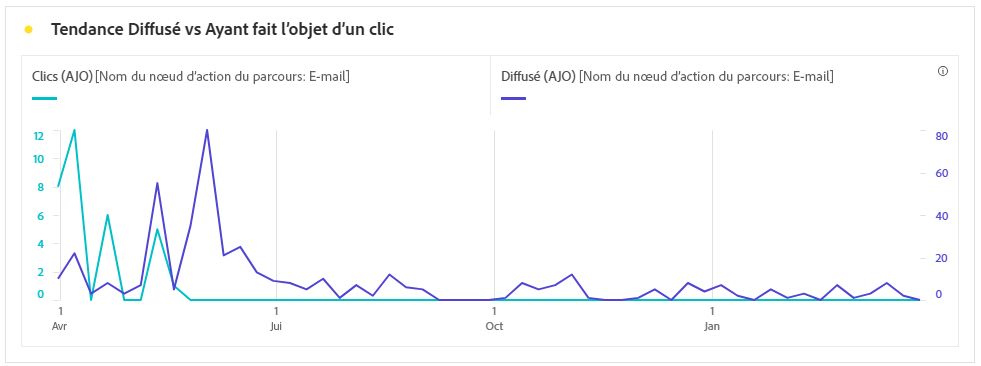 Tendance Diffusé vs Ayant fait l'objet d'un clic
Clics (AJO) [Nom du nœud d'action du parcours: E-mail]
Diffusé (AJO) [Nom du nœud d'action du parcours: E-mail]
12
10
8
6
4
2
0
80
60
40
20
0
1
Avr
1
Jui
1
Oct
1
Jan